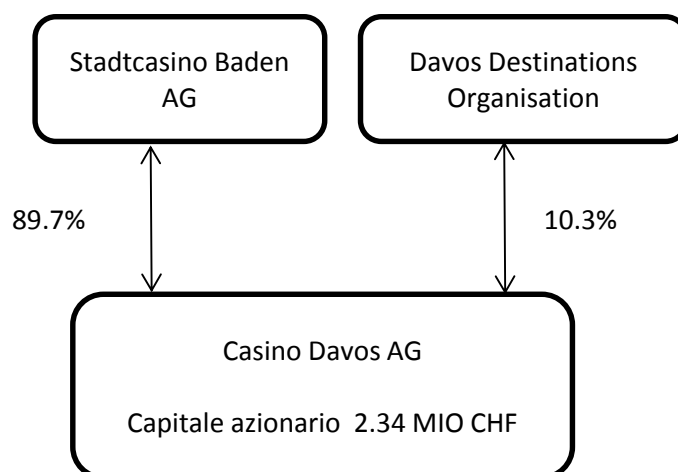 Stadtcasino Baden
AG
Davos Destinations
Organisation
89.7%
10.3%
Casino Davos AG
Capitale azionario  2.34 MIO CHF